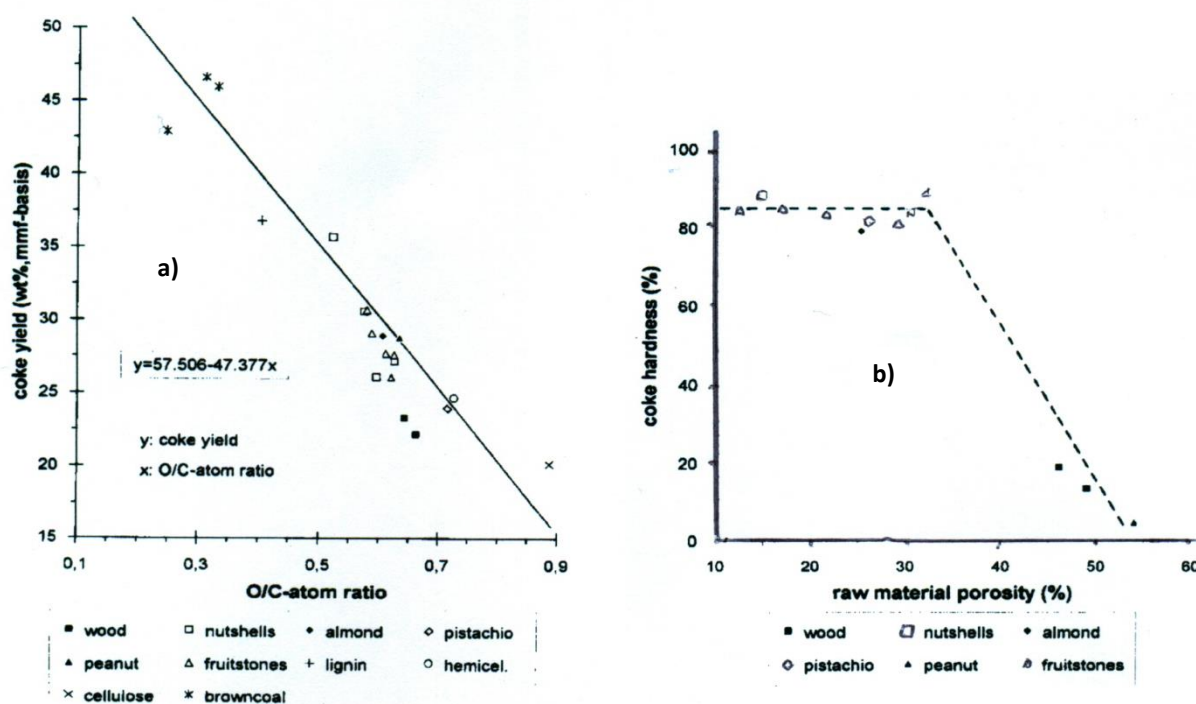 50
45
40
35
30
25
20
15
coke yield (wt%,mmf-basis)
a)
y=57.506-47.377x
y: coke yield
x: O/C-atom ratio
0,1 0,3 0,5 0,7 0,9
O/C-atom ratio
wood nutshells almond pistachio
peanut fruitstones lignin hemicel.
cellulose browncoal
100
80
60
40
20
0
coke hardness (%)
b)
10 20 30 40 50 60
raw material porosity (%)
wood nutshells almond
pistachio peanut fruitstones